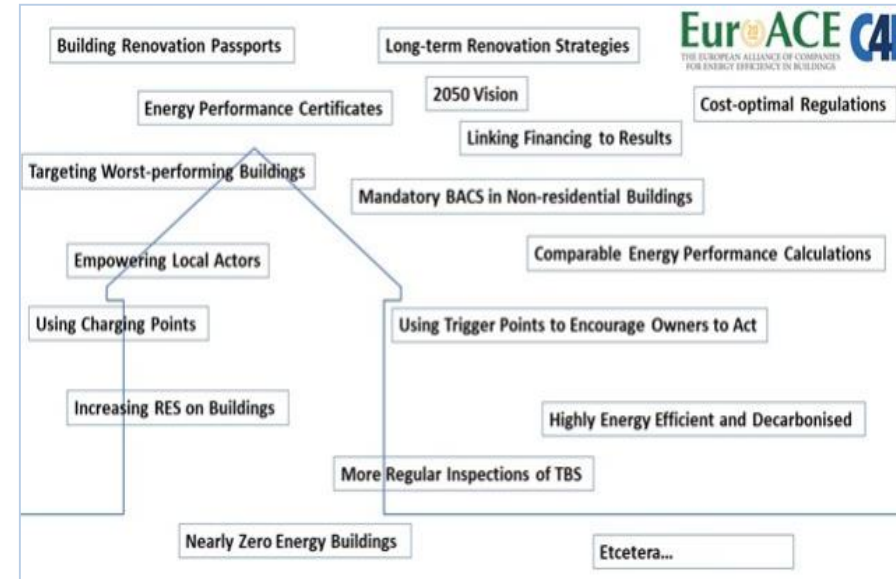 Building Renovation Passports
Long-term Renovation Strategies
EuroACE
THE EUROPEAN ALLIANCE OF COMPANIES
FOR ENERGY EFFICIENCY IN BUILDINGS
2050 Vision
Energy Performance Certificates
Cost-optimal Regulations
Linking Financing to Results
Targeting Worst-performing Buildings
Mandatory BACS in Non-residential Buildings
Empowering Local Actors
Comparable Energy Performance Calculations
Using Charging Points
Using Trigger Points to Encourage Owners to Act
Increasing RES on Buildings
Highly Energy Efficient and Decarbonised
More Regular Inspections of TBS
Nearly Zero Energy Buildings
Etcetera...